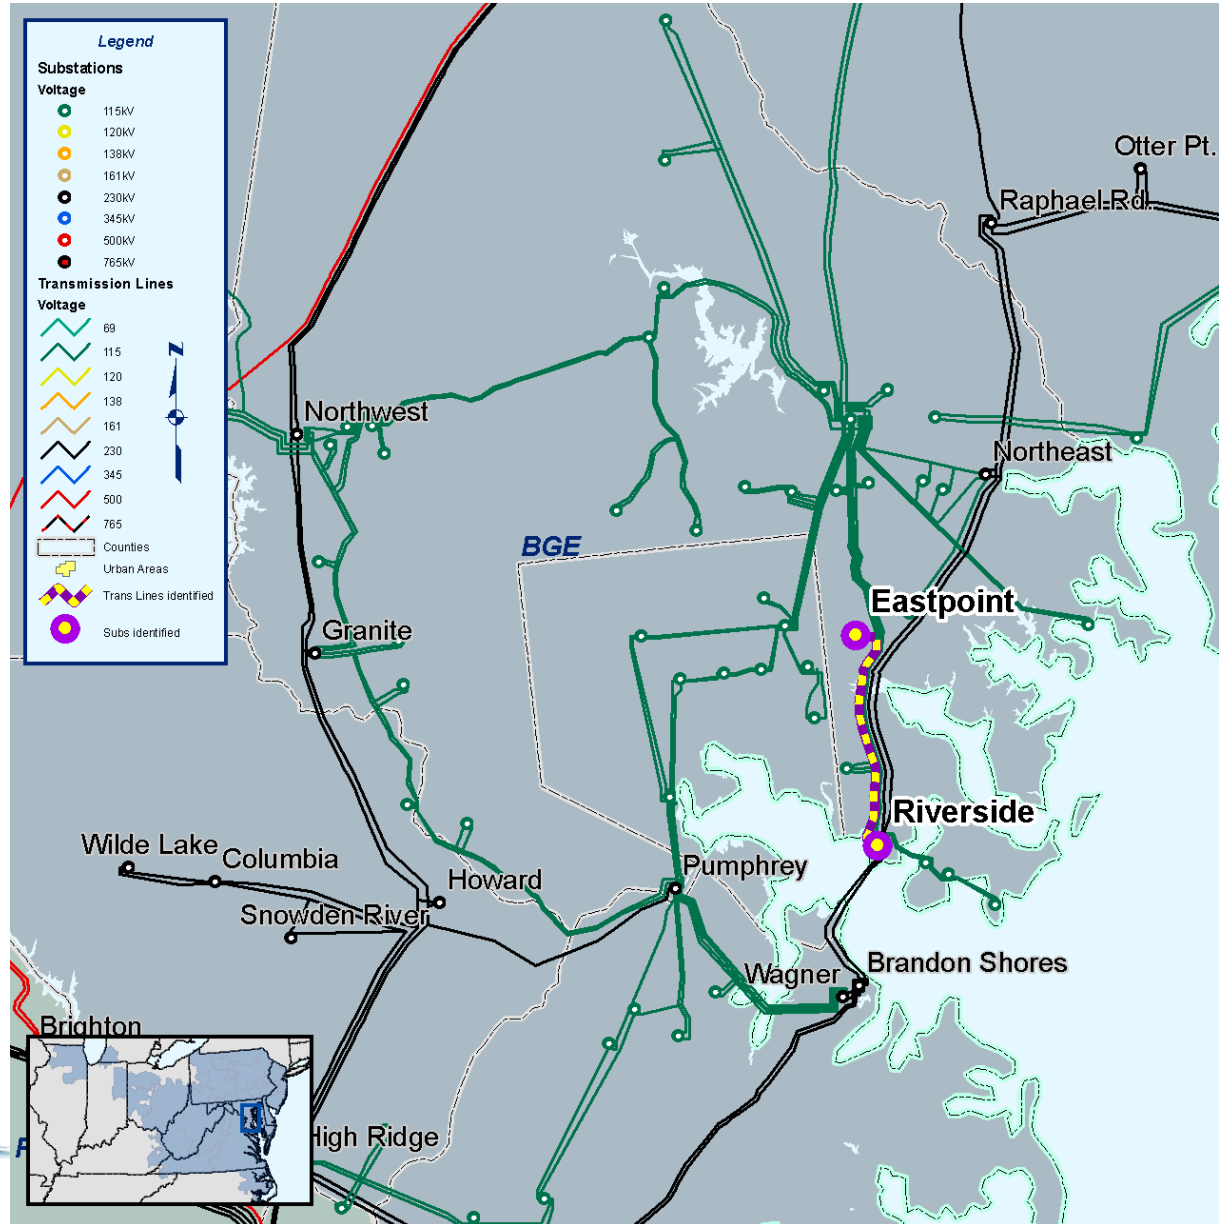 Legend
Substations
Voltage
115kV
120kV
138kV
161kV
230kV
345kV
500kV
765kV
Transmission Lines
Voltage
69
115
120
138
161
230
345
500
765
Counties
Urban Areas
Trans Lines identified
Subs identified
N
Otter Pt.
Raphael Rd.
Northwest
Northeast
BGE
Eastpoint
Granite
Riverside
Wilde Lake
Columbia
Pumphrey
Howard
Snowden River
Wagner
Brandon Shores
Brighton
High Ridge